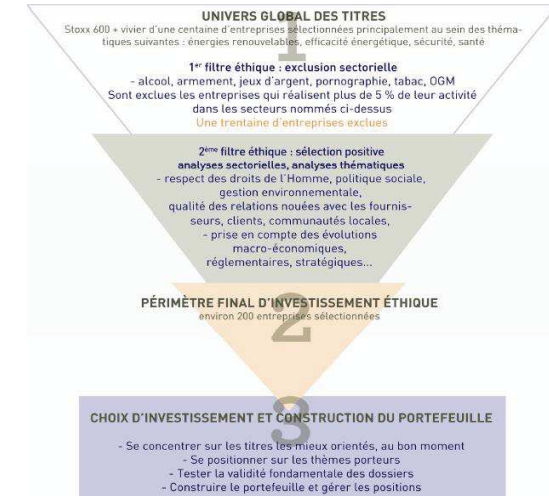 UNIVERS GLOBAL DES TITRES
Stoxx 600 + vivier d'une centaine d'entreprises sélectionnées principalement au sein des théma-
tiques suivantes : énergies renouvelables, efficacité énergétique, sécurité, santé
1
1er filtre éthique : exclusion sectorielle
- alcool, armement, jeux d'argent, pornographie, tabac, OGM
Sont exclues les entreprises qui réalisent plus de 5 % de leur activité
dans les secteurs nommés ci-dessus
Une trentaine d'entreprises exclues
2ème filtre éthique : sélection positive
analyses sectorielles, analyses thématiques
- respect des droits de l'Homme, politique sociale,
gestion environnementale,
qualité des relations nouées avec les fournis-
seurs, clients, communautés locales,
- prise en compte des évolutions
macro-économiques,
réglementaires, stratégiques...
PÉRIMÈTRE FINAL D'INVESTISSEMENT ÉTHIQUE
environ 200 entreprises sélectionnées
2
3
CHOIX D'INVESTISSEMENT ET CONSTRUCTION DU PORTEFEUILLE
- Se concentrer sur les titres les mieux orientés, au bon moment
- Se positionner sur les thèmes porteurs
- Tester la validité fondamentale des dossiers
- Construire le portefeuille et gérer les positions